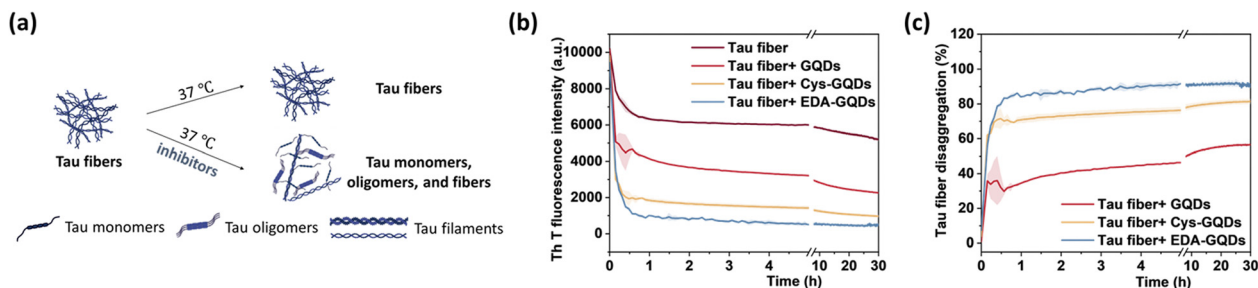 (a)
37 °C
Tau fibers
Tau fibers
37 °C
inhibitors
Tau monomers,
oligomers, and fibers
Tau monomers
Tau oligomers
Tau filaments
(b)
Th T fluorescence intensity (a.u.)
10000
8000
6000
4000
2000
0
Tau fiber
Tau fiber+ GQDs
Tau fiber+ Cys-GQDs
Tau fiber+ EDA-GQDs
0 1 2 3 4 10 20 30
Time (h)
(c)
Tau fiber disaggregation (%)
120
100
80
60
40
20
0
Tau fiber+ GQDs
Tau fiber+ Cys-GQDs
Tau fiber+ EDA-GQDs
0 1 2 3 4 10 20 30
Time (h)